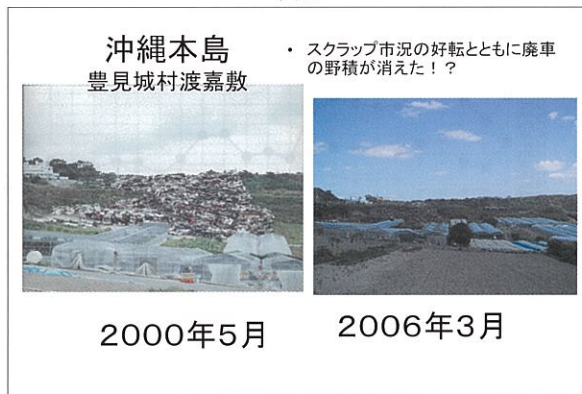 沖縄本島
豊見城村渡嘉敷
・ スクラップ市況の好転とともに廃車
の野積が消えた！？
2000年5月
2006年3月